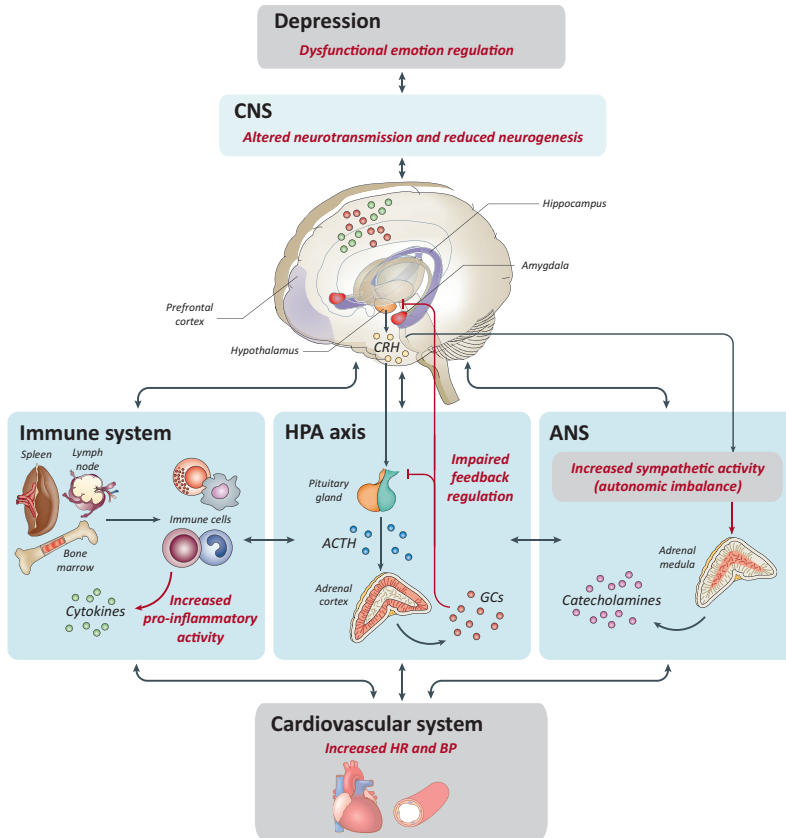 Depression
Dysfunctional emotion regulation
CNS
Altered neurotransmission and reduced neurogenesis
Hippocampus
Amygdala
Prefrontal
cortex
Hypothalamus
CRH
Immune system
Spleen
Lymph
node
Immune cells
Bone
marrow
Cytokines
Increased
pro-inflammatory
activity
HPA axis
Pituitary
gland
Impaired
feedback
regulation
ACTH
Adrenal
cortex
GCs
ANS
Increased sympathetic activity
(autonomic imbalance)
Adrenal
medula
Catecholamines
Cardiovascular system
Increased HR and BP